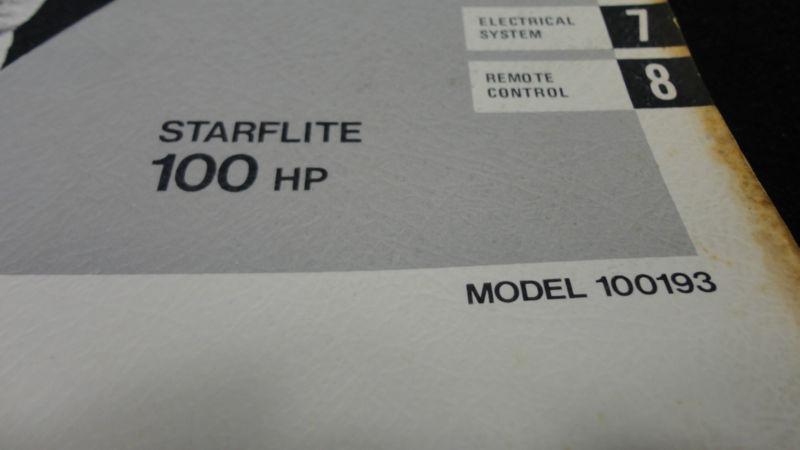 ELECTRICAL
SYSTEM
7
REMOTE
CONTROL
8
STARFLITE
100 HP
MODEL 100193